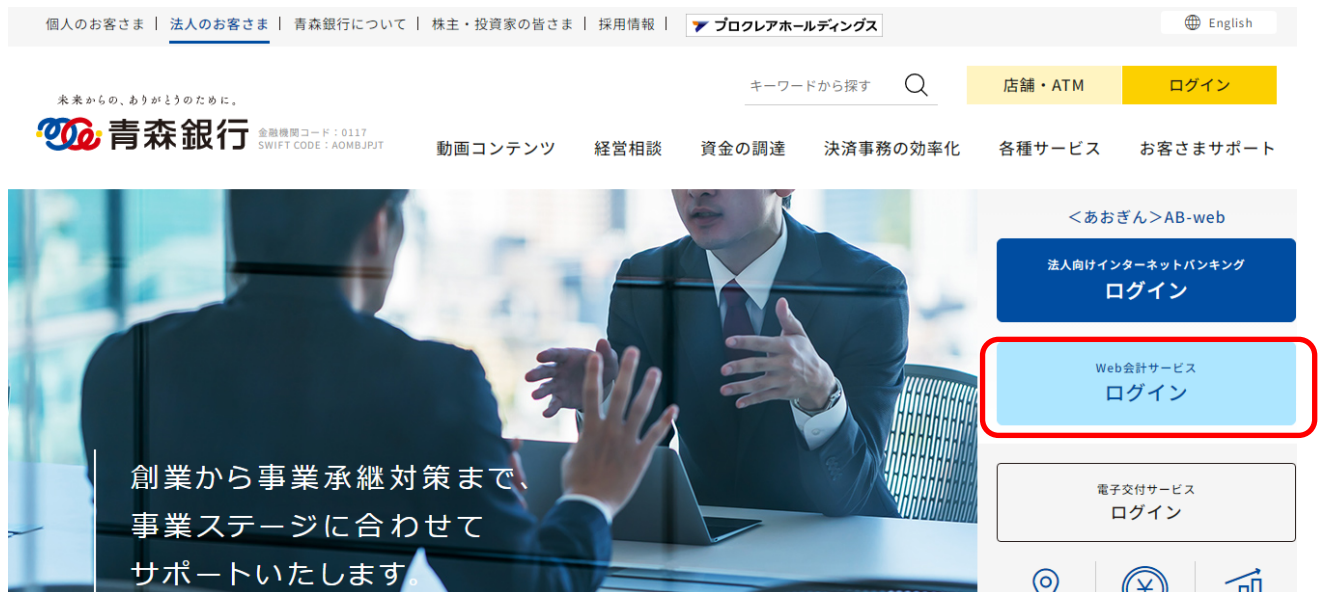 個人のお客さま | 法人のお客さま | 青森銀行について | 株主・投資家の皆さま | 採用情報 | プロクレアホールディングス English
キーワードから探す 店舗・ATM ログイン
未来からの、ありがとうのために。
青森銀行 金融機関コード:0117
SWIFT CODE:AOMBJPJT
動画コンテンツ 経営相談 資金の調達 決済事務の効率化 各種サービス お客さまサポート
<あおぎん>AB-web
法人向けインターネットバンキング
ログイン
Web会計サービス
ログイン
電子交付サービス
ログイン
創業から事業承継対策まで、
事業ステージに合わせて
サポートいたします。